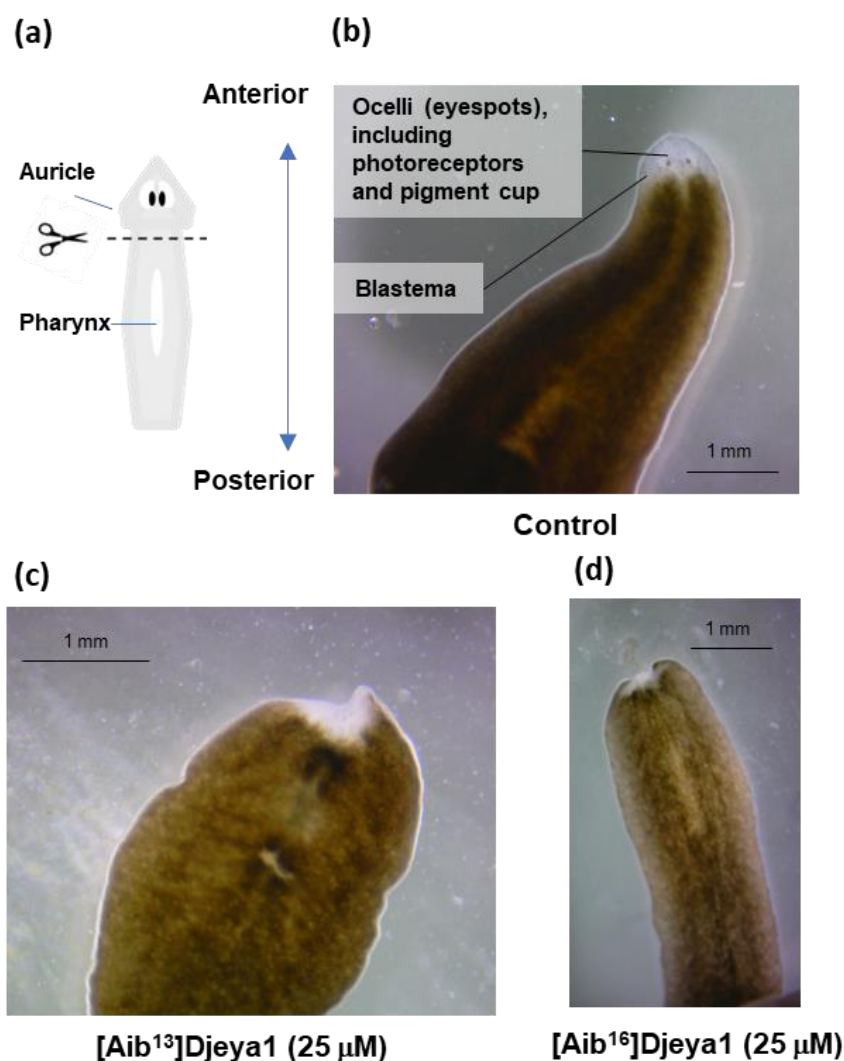 (a)
Anterior
Auricle
Pharynx
Posterior
(b)
Ocelli (eyespots),
including
photoreceptors
and pigment cup
Blastema
1 mm
Control
(c)
1 mm
[Aib¹³]Djeya1 (25 μM)
(d)
1 mm
[Aib¹⁶]Djeya1 (25 μM)